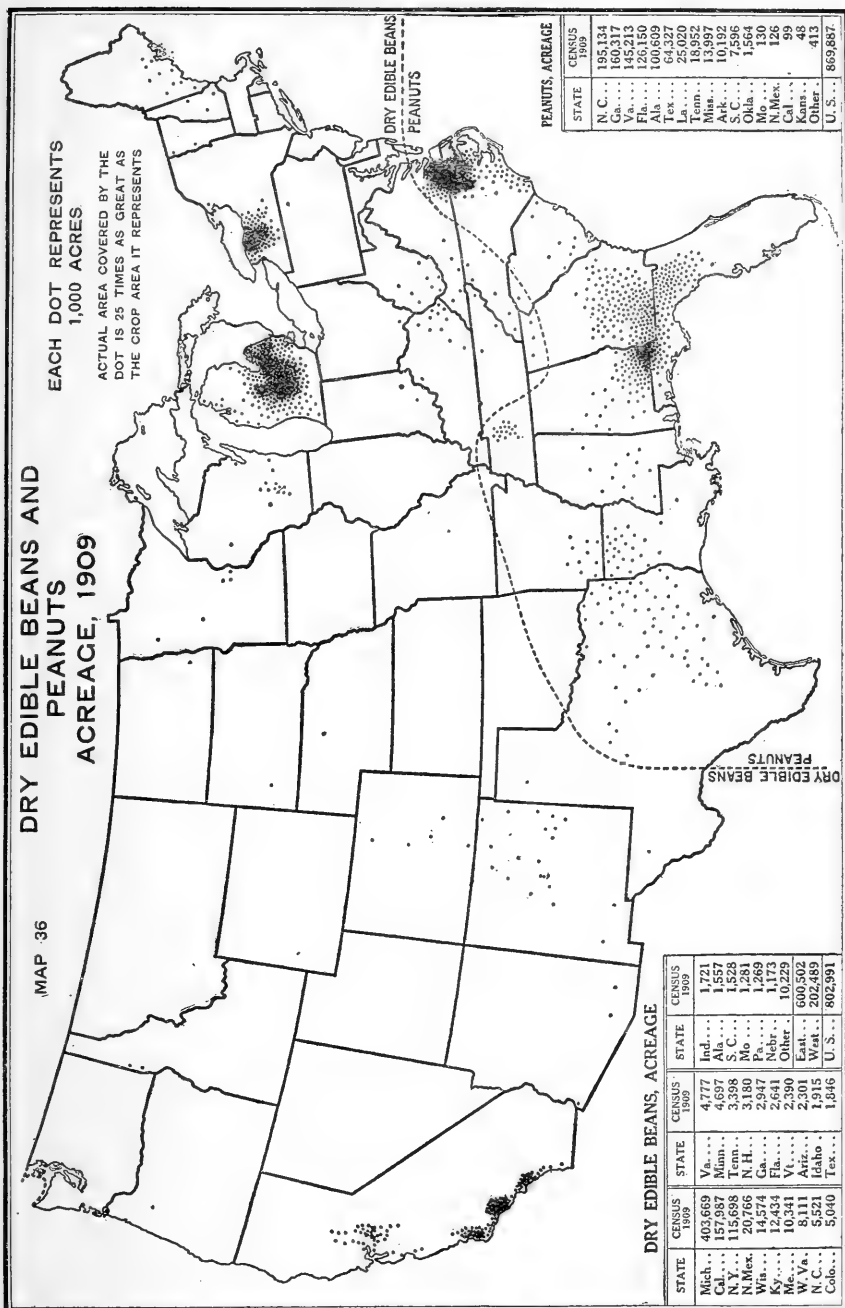 MAP 36
DRY EDIBLE BEANS AND
PEANUTS
ACREAGE, 1909
EACH DOT REPRESENTS
1,000 ACRES.
ACTUAL AREA COVERED BY THE
DOT IS 25 TIMES AS GREAT AS
THE CROP AREA IT REPRESENTS
DRY EDIBLE BEANS
PEANUTS
DRY EDIBLE BEANS
PEANUTS
DRY EDIBLE BEANS, ACREAGE
STATE CENSUS 1909 STATE CENSUS 1909 STATE CENSUS 1909
Mich... 403,669 Va..... 4,777 Ind.... 1,721
Cal.... 157,987 Minn... 4,697 Ala.... 1,557
N. Y... 115,698 Tenn... 3,398 S. C... 1,528
N. Mex. 20,766 N. H... 3,180 Mo.... 1,281
Wis.... 14,574 Ga..... 2,947 Pa..... 1,269
Ky..... 12,434 Fla.... 2,641 Nebr... 1,173
Me..... 10,341 Vt..... 2,390 Other.. 10,229
W. Va.. 8,111 Ariz... 2,301 East... 600,502
N. C... 5,521 Idaho.. 1,915 West... 202,489
Colo... 5,040 Tex.... 1,846 U. S... 802,991
PEANUTS, ACREAGE
STATE CENSUS 1909
N. C... 195,134
Ga..... 160,317
Va..... 145,213
Fla.... 126,150
Ala.... 100,609
Tex.... 64,327
La..... 25,020
Tenn... 18,952
Miss... 13,997
Ark.... 10,192
S. C... 7,596
Okla... 1,564
Mo..... 130
N. Mex. 126
Cal.... 99
Kans... 48
Other.. 413
U. S... 869,887